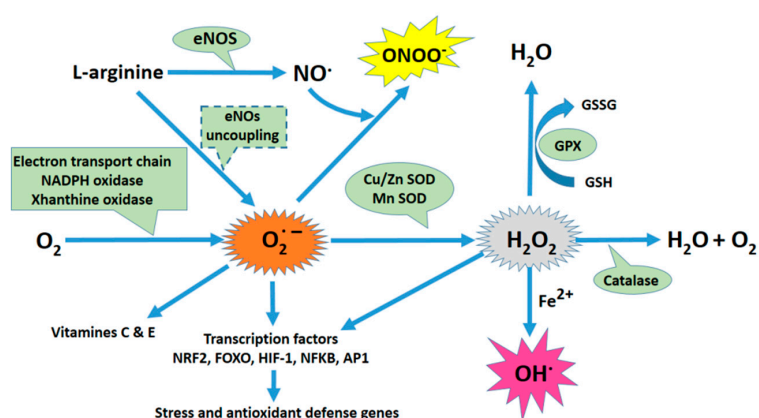 eNOS
ONOO⁻
H₂O
L-arginine
NO·
GSSG
eNOs
uncoupling
GPX
Electron transport chain
NADPH oxidase
Xhanthine oxidase
Cu/Zn SOD
Mn SOD
GSH
O₂
O₂·−
H₂O₂
H₂O + O₂
Catalase
Fe²⁺
Vitamines C & E
Transcription factors
NRF2, FOXO, HIF-1, NFKB, AP1
OH·
Stress and antioxidant defense genes